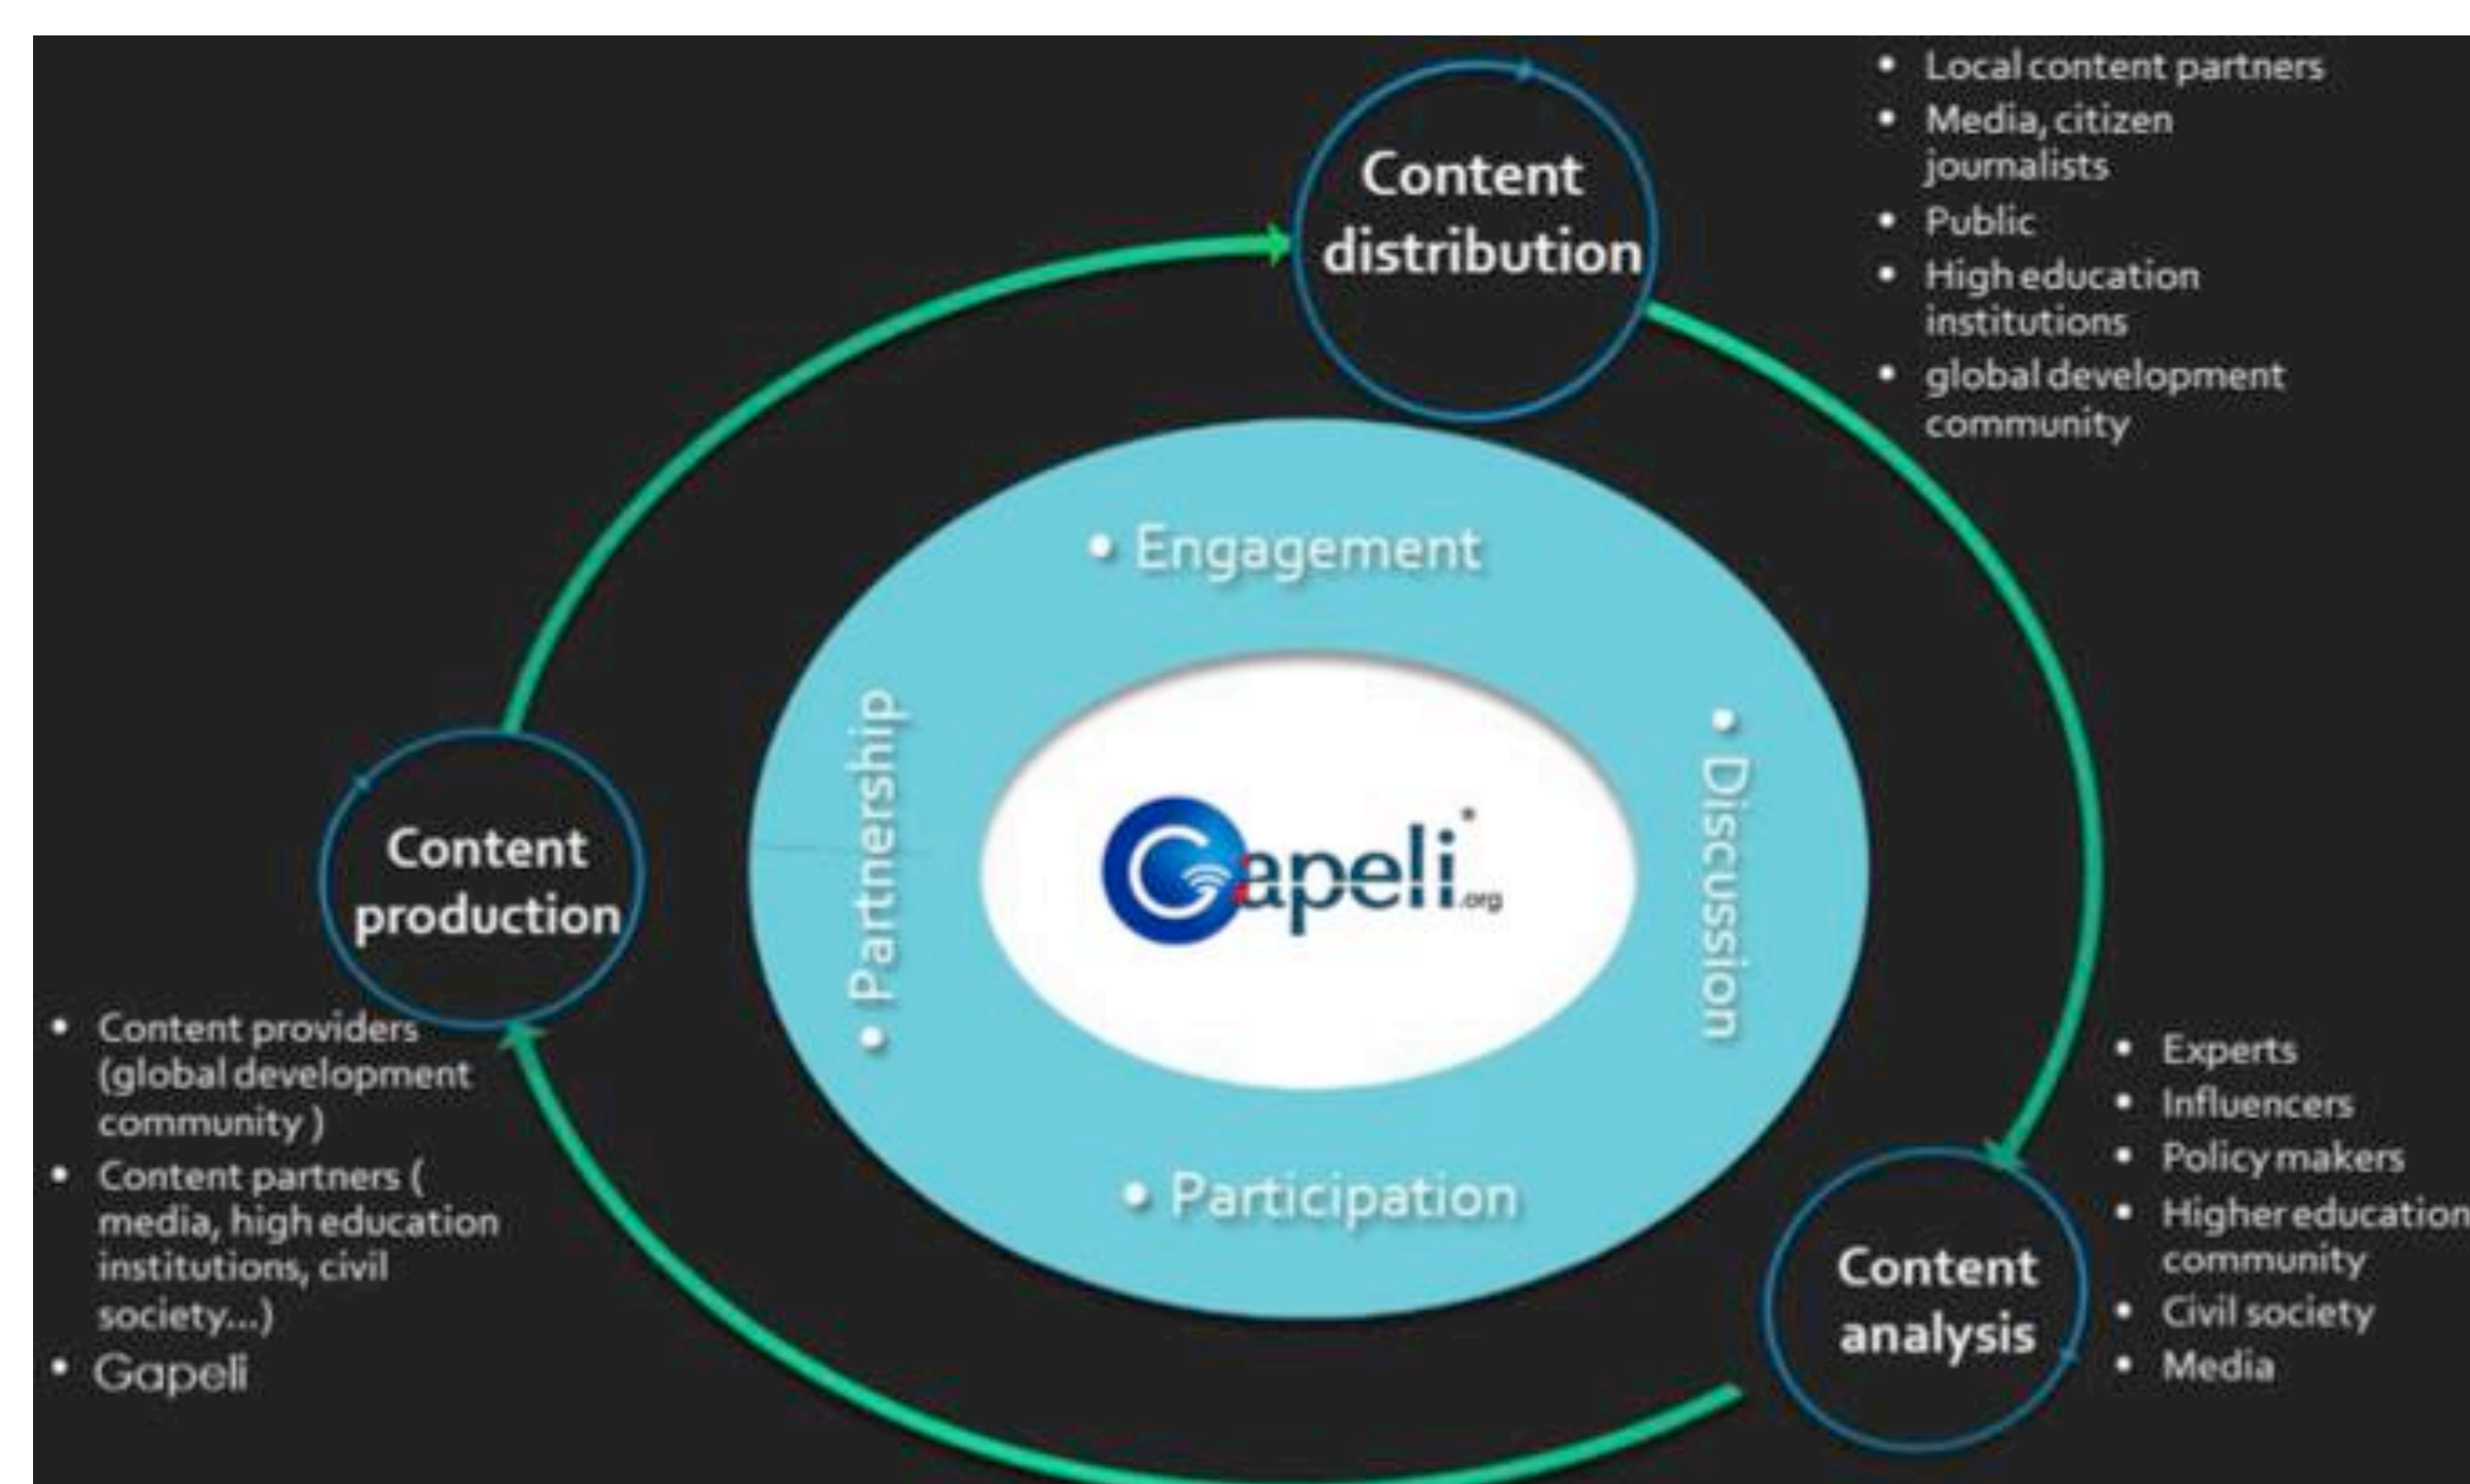 Content
distribution
• Local content partners
• Media, citizen
journalists
• Public
• High education
institutions
• global development
community
• Engagement
• Partnership
Gapeli
.org
• Discussion
• Participation
Content
production
• Content providers
(global development
community )
• Content partners (
media, high education
institutions, civil
society...)
• Gapeli
Content
analysis
• Experts
• Influencers
• Policy makers
• Higher education
community
• Civil society
• Media